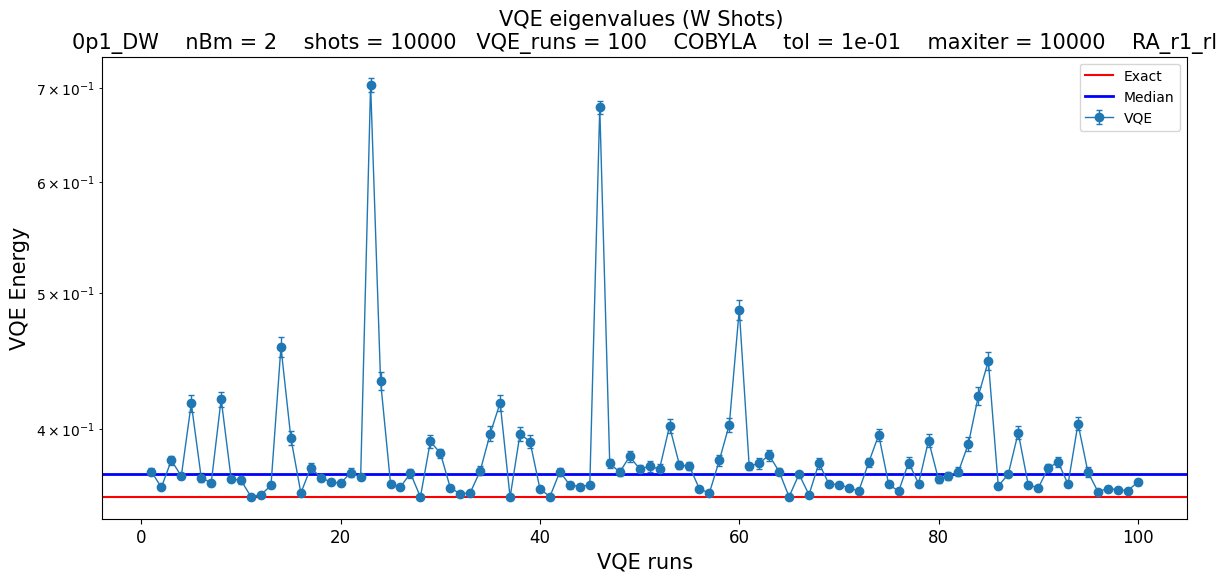 VQE eigenvalues (W Shots)
0p1_DW    nBm = 2    shots = 10000   VQE_runs = 100    COBYLA    tol = 1e-01    maxiter = 10000    RA_r1_rl
Exact
Median
VQE
7 × 10⁻¹
6 × 10⁻¹
5 × 10⁻¹
4 × 10⁻¹
VQE Energy
0 20 40 60 80 100
VQE runs